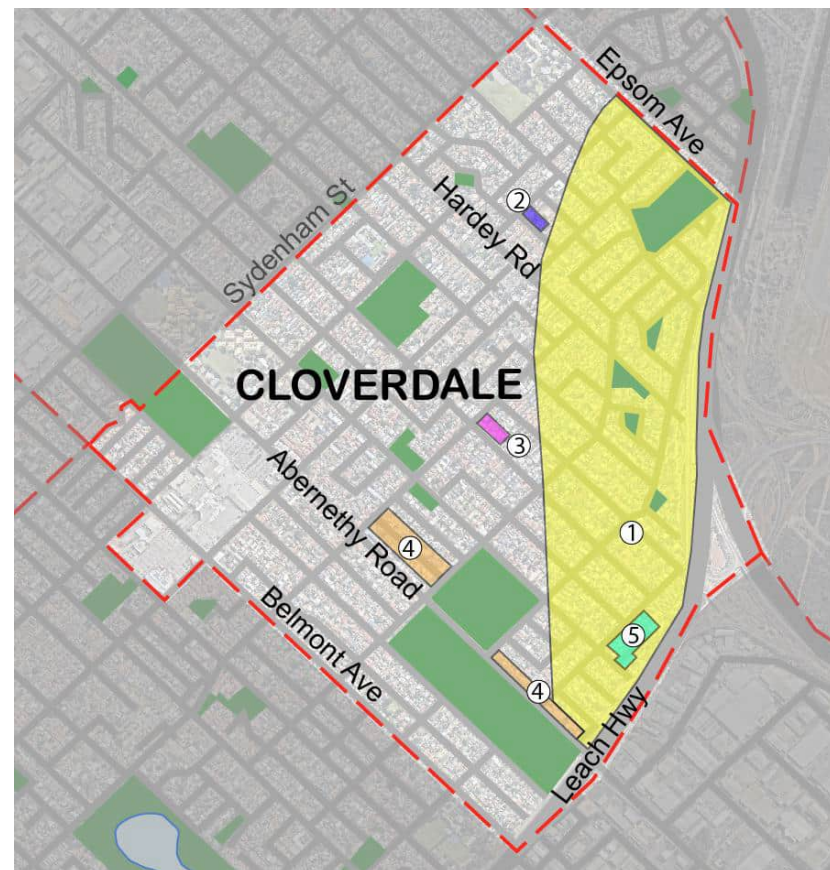 Epsom Ave
Sydenham St
②
Hardey Rd
CLOVERDALE
③
Abernethy Road
④
①
Belmont Ave
⑤
④
Leach Hwy